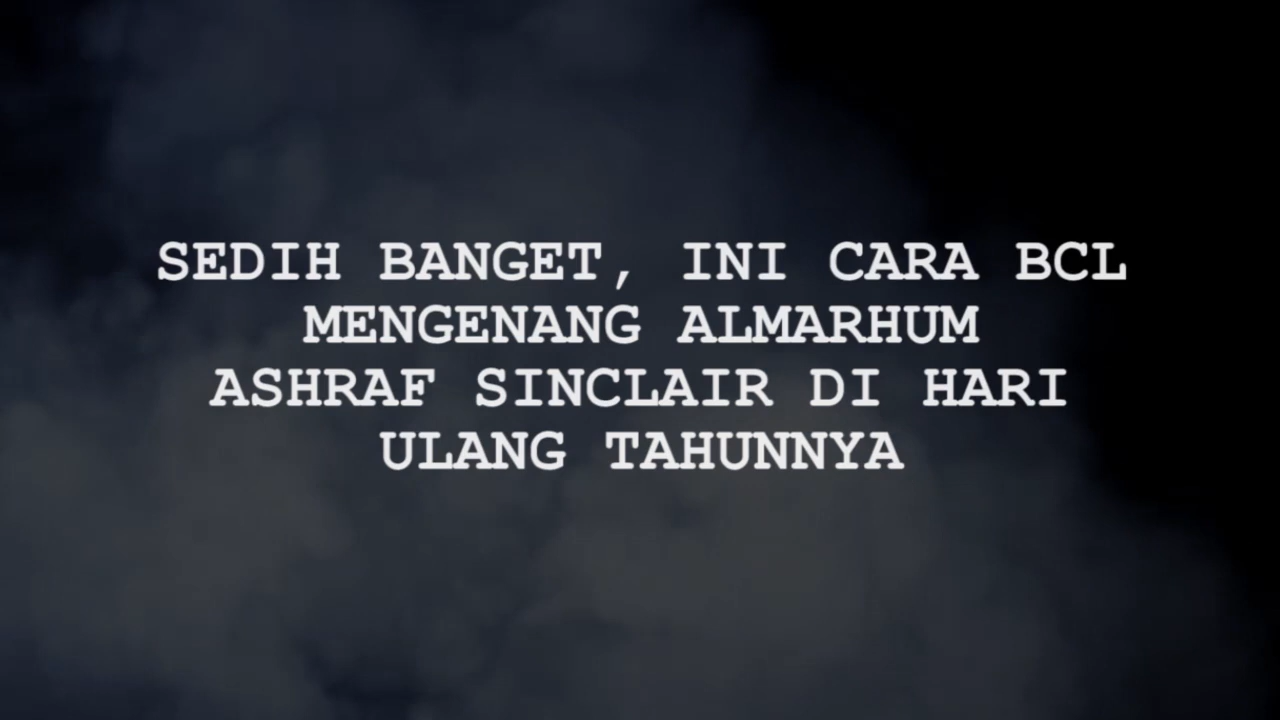 SEDIH BANGET, INI CARA BCL
MENGENANG ALMARHUM
ASHRAF SINCLAIR DI HARI
ULANG TAHUNNYA